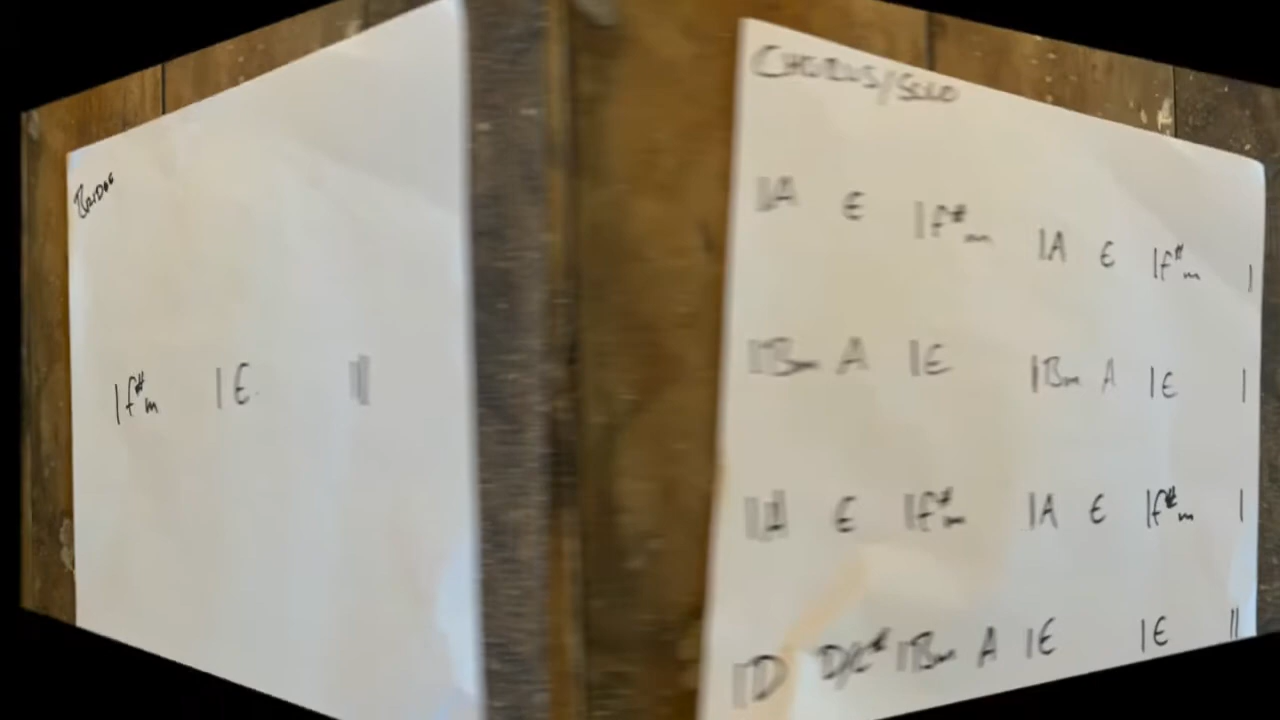 BRIDGE
|f#m |E ||
CHORUS/SOLO
|A E |f#m |A E |f#m |
|Bm A |E |Bm A |E |
|A E |f#m |A E |f#m |
|D D/C# |Bm A |E |E ||